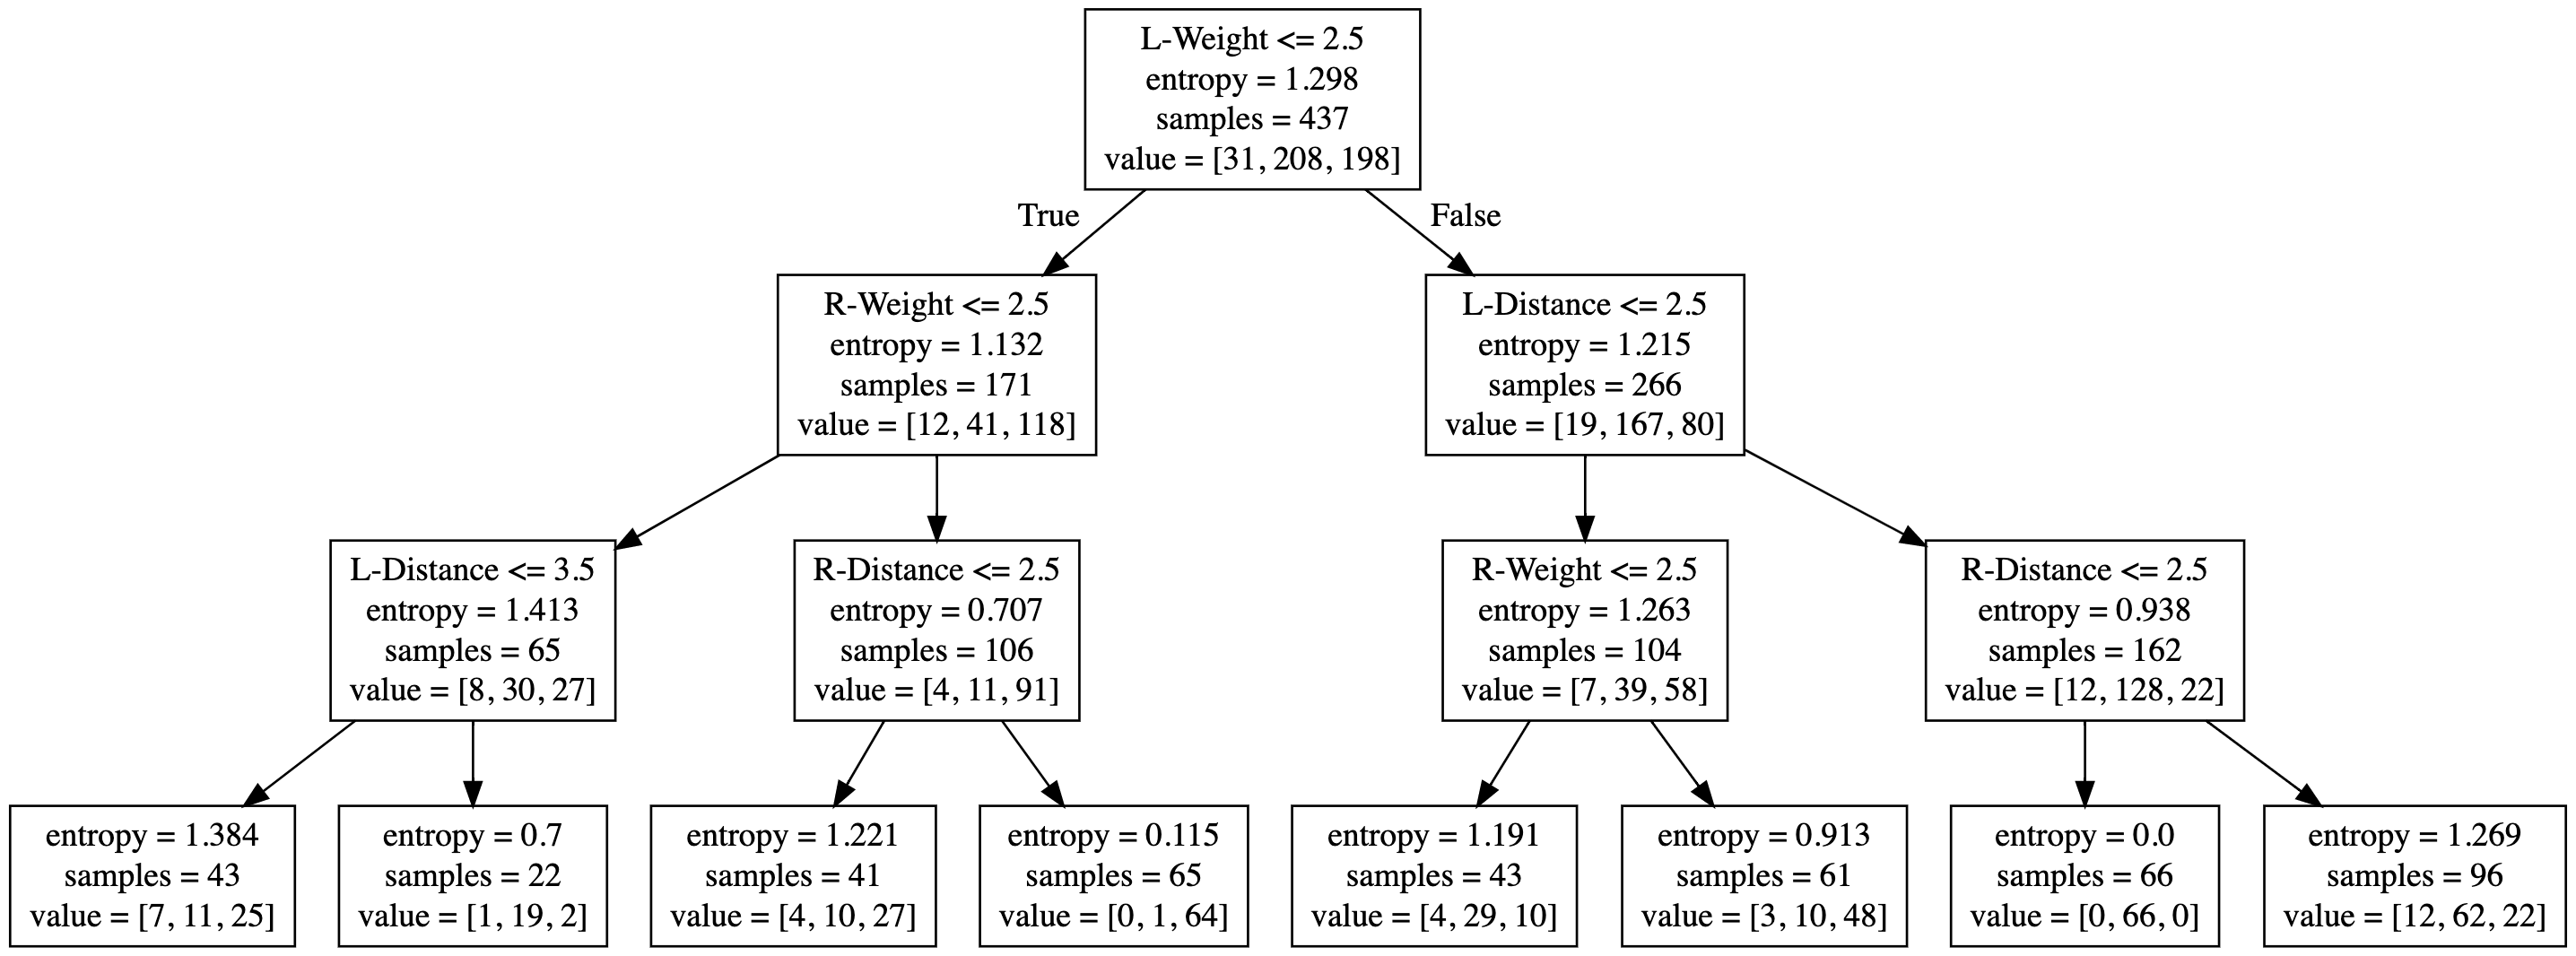 L-Weight <= 2.5
entropy = 1.298
samples = 437
value = [31, 208, 198]
True
False
R-Weight <= 2.5
entropy = 1.132
samples = 171
value = [12, 41, 118]
L-Distance <= 2.5
entropy = 1.215
samples = 266
value = [19, 167, 80]
L-Distance <= 3.5
entropy = 1.413
samples = 65
value = [8, 30, 27]
R-Distance <= 2.5
entropy = 0.707
samples = 106
value = [4, 11, 91]
R-Weight <= 2.5
entropy = 1.263
samples = 104
value = [7, 39, 58]
R-Distance <= 2.5
entropy = 0.938
samples = 162
value = [12, 128, 22]
entropy = 1.384
samples = 43
value = [7, 11, 25]
entropy = 0.7
samples = 22
value = [1, 19, 2]
entropy = 1.221
samples = 41
value = [4, 10, 27]
entropy = 0.115
samples = 65
value = [0, 1, 64]
entropy = 1.191
samples = 43
value = [4, 29, 10]
entropy = 0.913
samples = 61
value = [3, 10, 48]
entropy = 0.0
samples = 66
value = [0, 66, 0]
entropy = 1.269
samples = 96
value = [12, 62, 22]